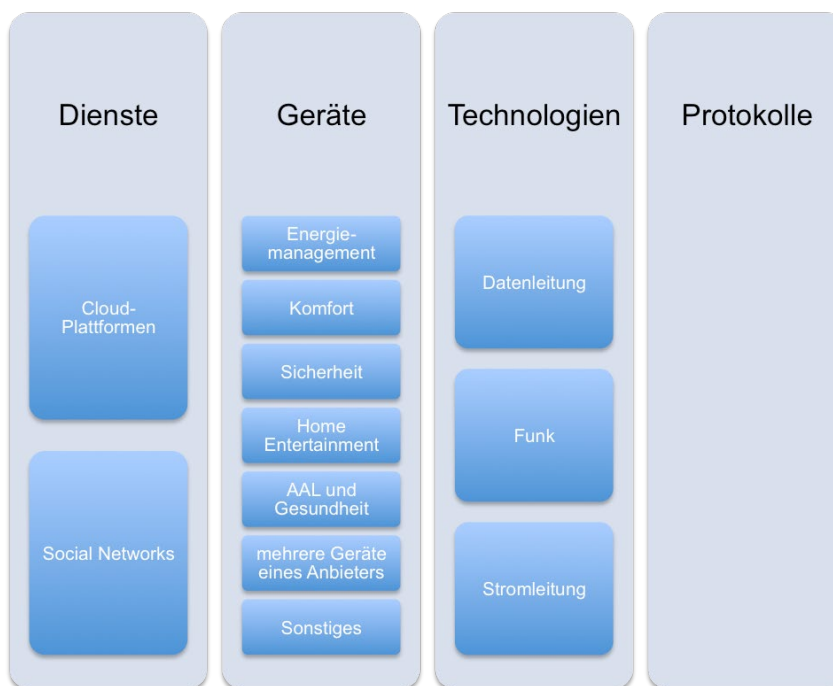 Dienste
Cloud-
Plattformen
Social Networks
Geräte
Energie-
management
Komfort
Sicherheit
Home
Entertainment
AAL und
Gesundheit
mehrere Geräte
eines Anbieters
Sonstiges
Technologien
Datenleitung
Funk
Stromleitung
Protokolle